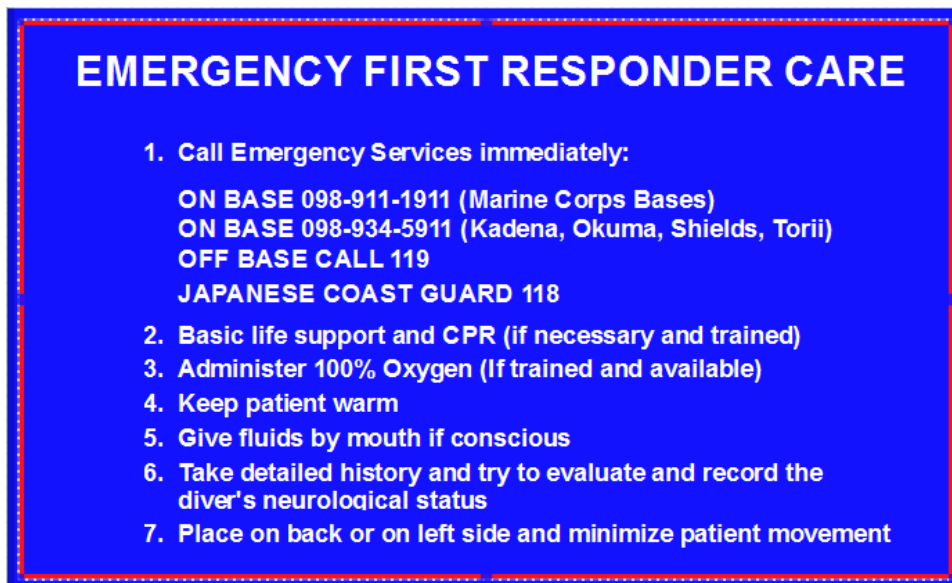 EMERGENCY FIRST RESPONDER CARE
1. Call Emergency Services immediately:
ON BASE 098-911-1911 (Marine Corps Bases)
ON BASE 098-934-5911 (Kadena, Okuma, Shields, Torii)
OFF BASE CALL 119
JAPANESE COAST GUARD 118
2. Basic life support and CPR (if necessary and trained)
3. Administer 100% Oxygen (If trained and available)
4. Keep patient warm
5. Give fluids by mouth if conscious
6. Take detailed history and try to evaluate and record the
diver's neurological status
7. Place on back or on left side and minimize patient movement